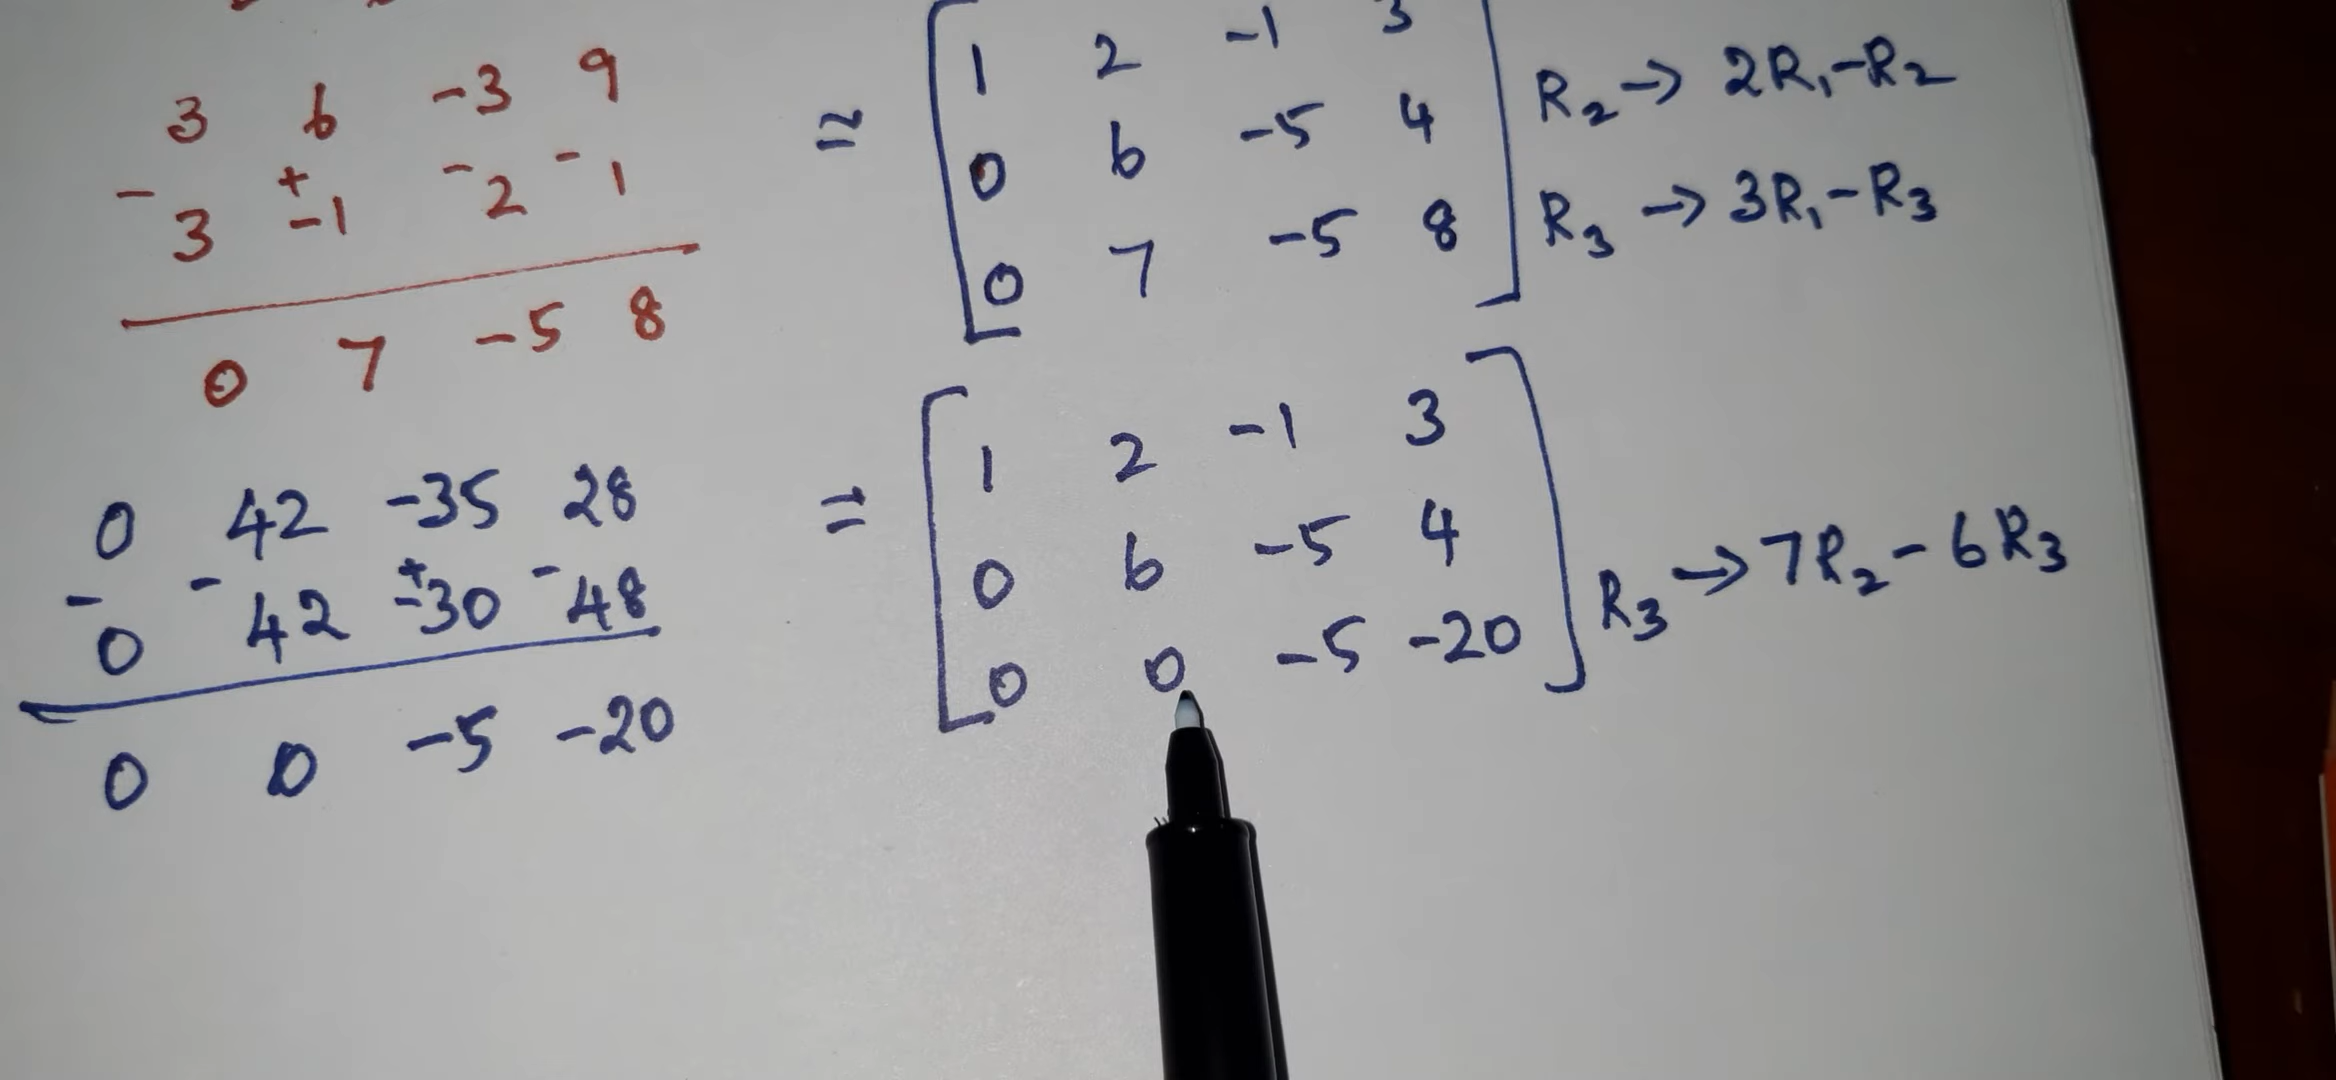 3 6 -3 9
- + - -
3 -1 2 1
0 7 -5 8
≃ [ 1 2 -1 3
0 6 -5 4
0 7 -5 8 ]
R₂ → 2R₁-R₂
R₃ → 3R₁-R₃
0 42 -35 28
- - + -
0 42 -30 48
0 0 -5 -20
≃ [ 1 2 -1 3
0 6 -5 4
0 0 -5 -20 ]
R₃ → 7R₂-6R₃